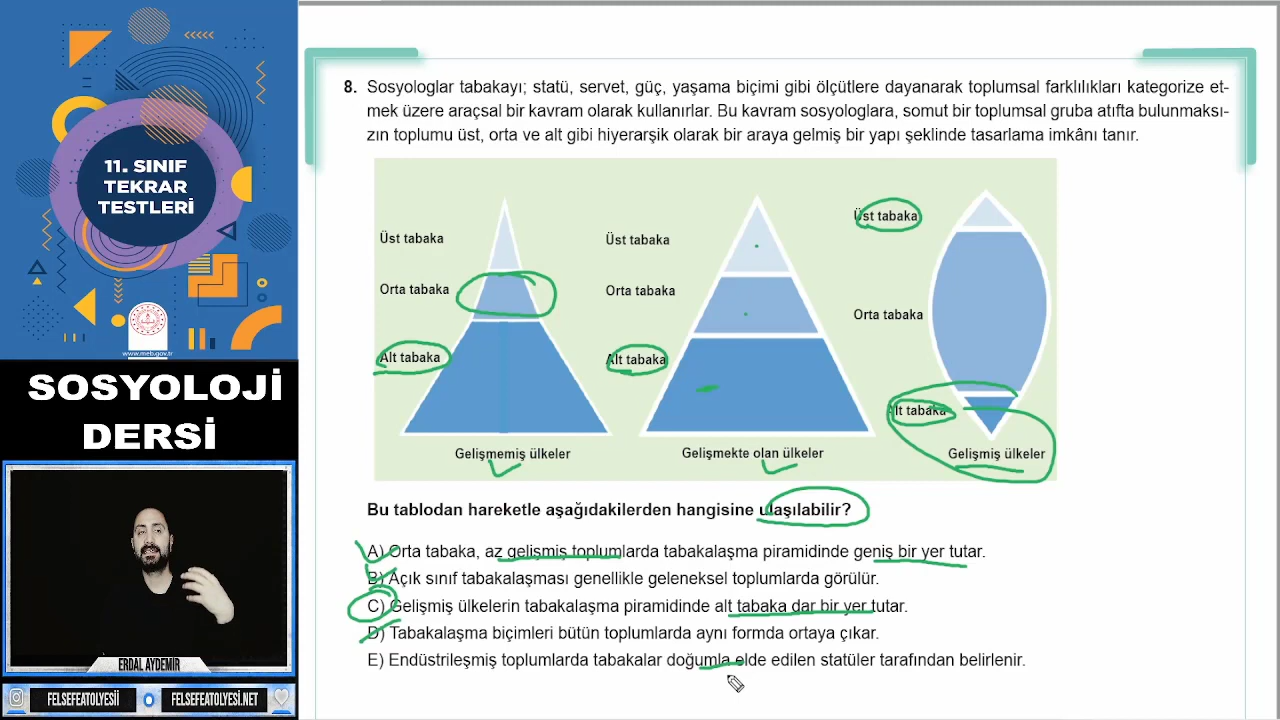 11. SINIF
TEKRAR
TESTLERİ
www.meb.gov.tr
SOSYOLOJİ
DERSİ
ERDAL AYDEMİR
FELSEFEATOLYESİİ
FELSEFEATOLYESİ.NET
8. Sosyologlar tabakayı; statü, servet, güç, yaşama biçimi gibi ölçütlere dayanarak toplumsal farklılıkları kategorize et-
mek üzere araçsal bir kavram olarak kullanırlar. Bu kavram sosyologlara, somut bir toplumsal gruba atıfta bulunmaksı-
zın toplumu üst, orta ve alt gibi hiyerarşik olarak bir araya gelmiş bir yapı şeklinde tasarlama imkânı tanır.
Üst tabaka
Orta tabaka
Alt tabaka
Gelişmemiş ülkeler
Üst tabaka
Orta tabaka
Alt tabaka
Gelişmekte olan ülkeler
Üst tabaka
Orta tabaka
Alt tabaka
Gelişmiş ülkeler
Bu tablodan hareketle aşağıdakilerden hangisine ulaşılabilir?
A) Orta tabaka, az gelişmiş toplumlarda tabakalaşma piramidinde geniş bir yer tutar.
B) Açık sınıf tabakalaşması genellikle geleneksel toplumlarda görülür.
C) Gelişmiş ülkelerin tabakalaşma piramidinde alt tabaka dar bir yer tutar.
D) Tabakalaşma biçimleri bütün toplumlarda aynı formda ortaya çıkar.
E) Endüstrileşmiş toplumlarda tabakalar doğumla elde edilen statüler tarafından belirlenir.